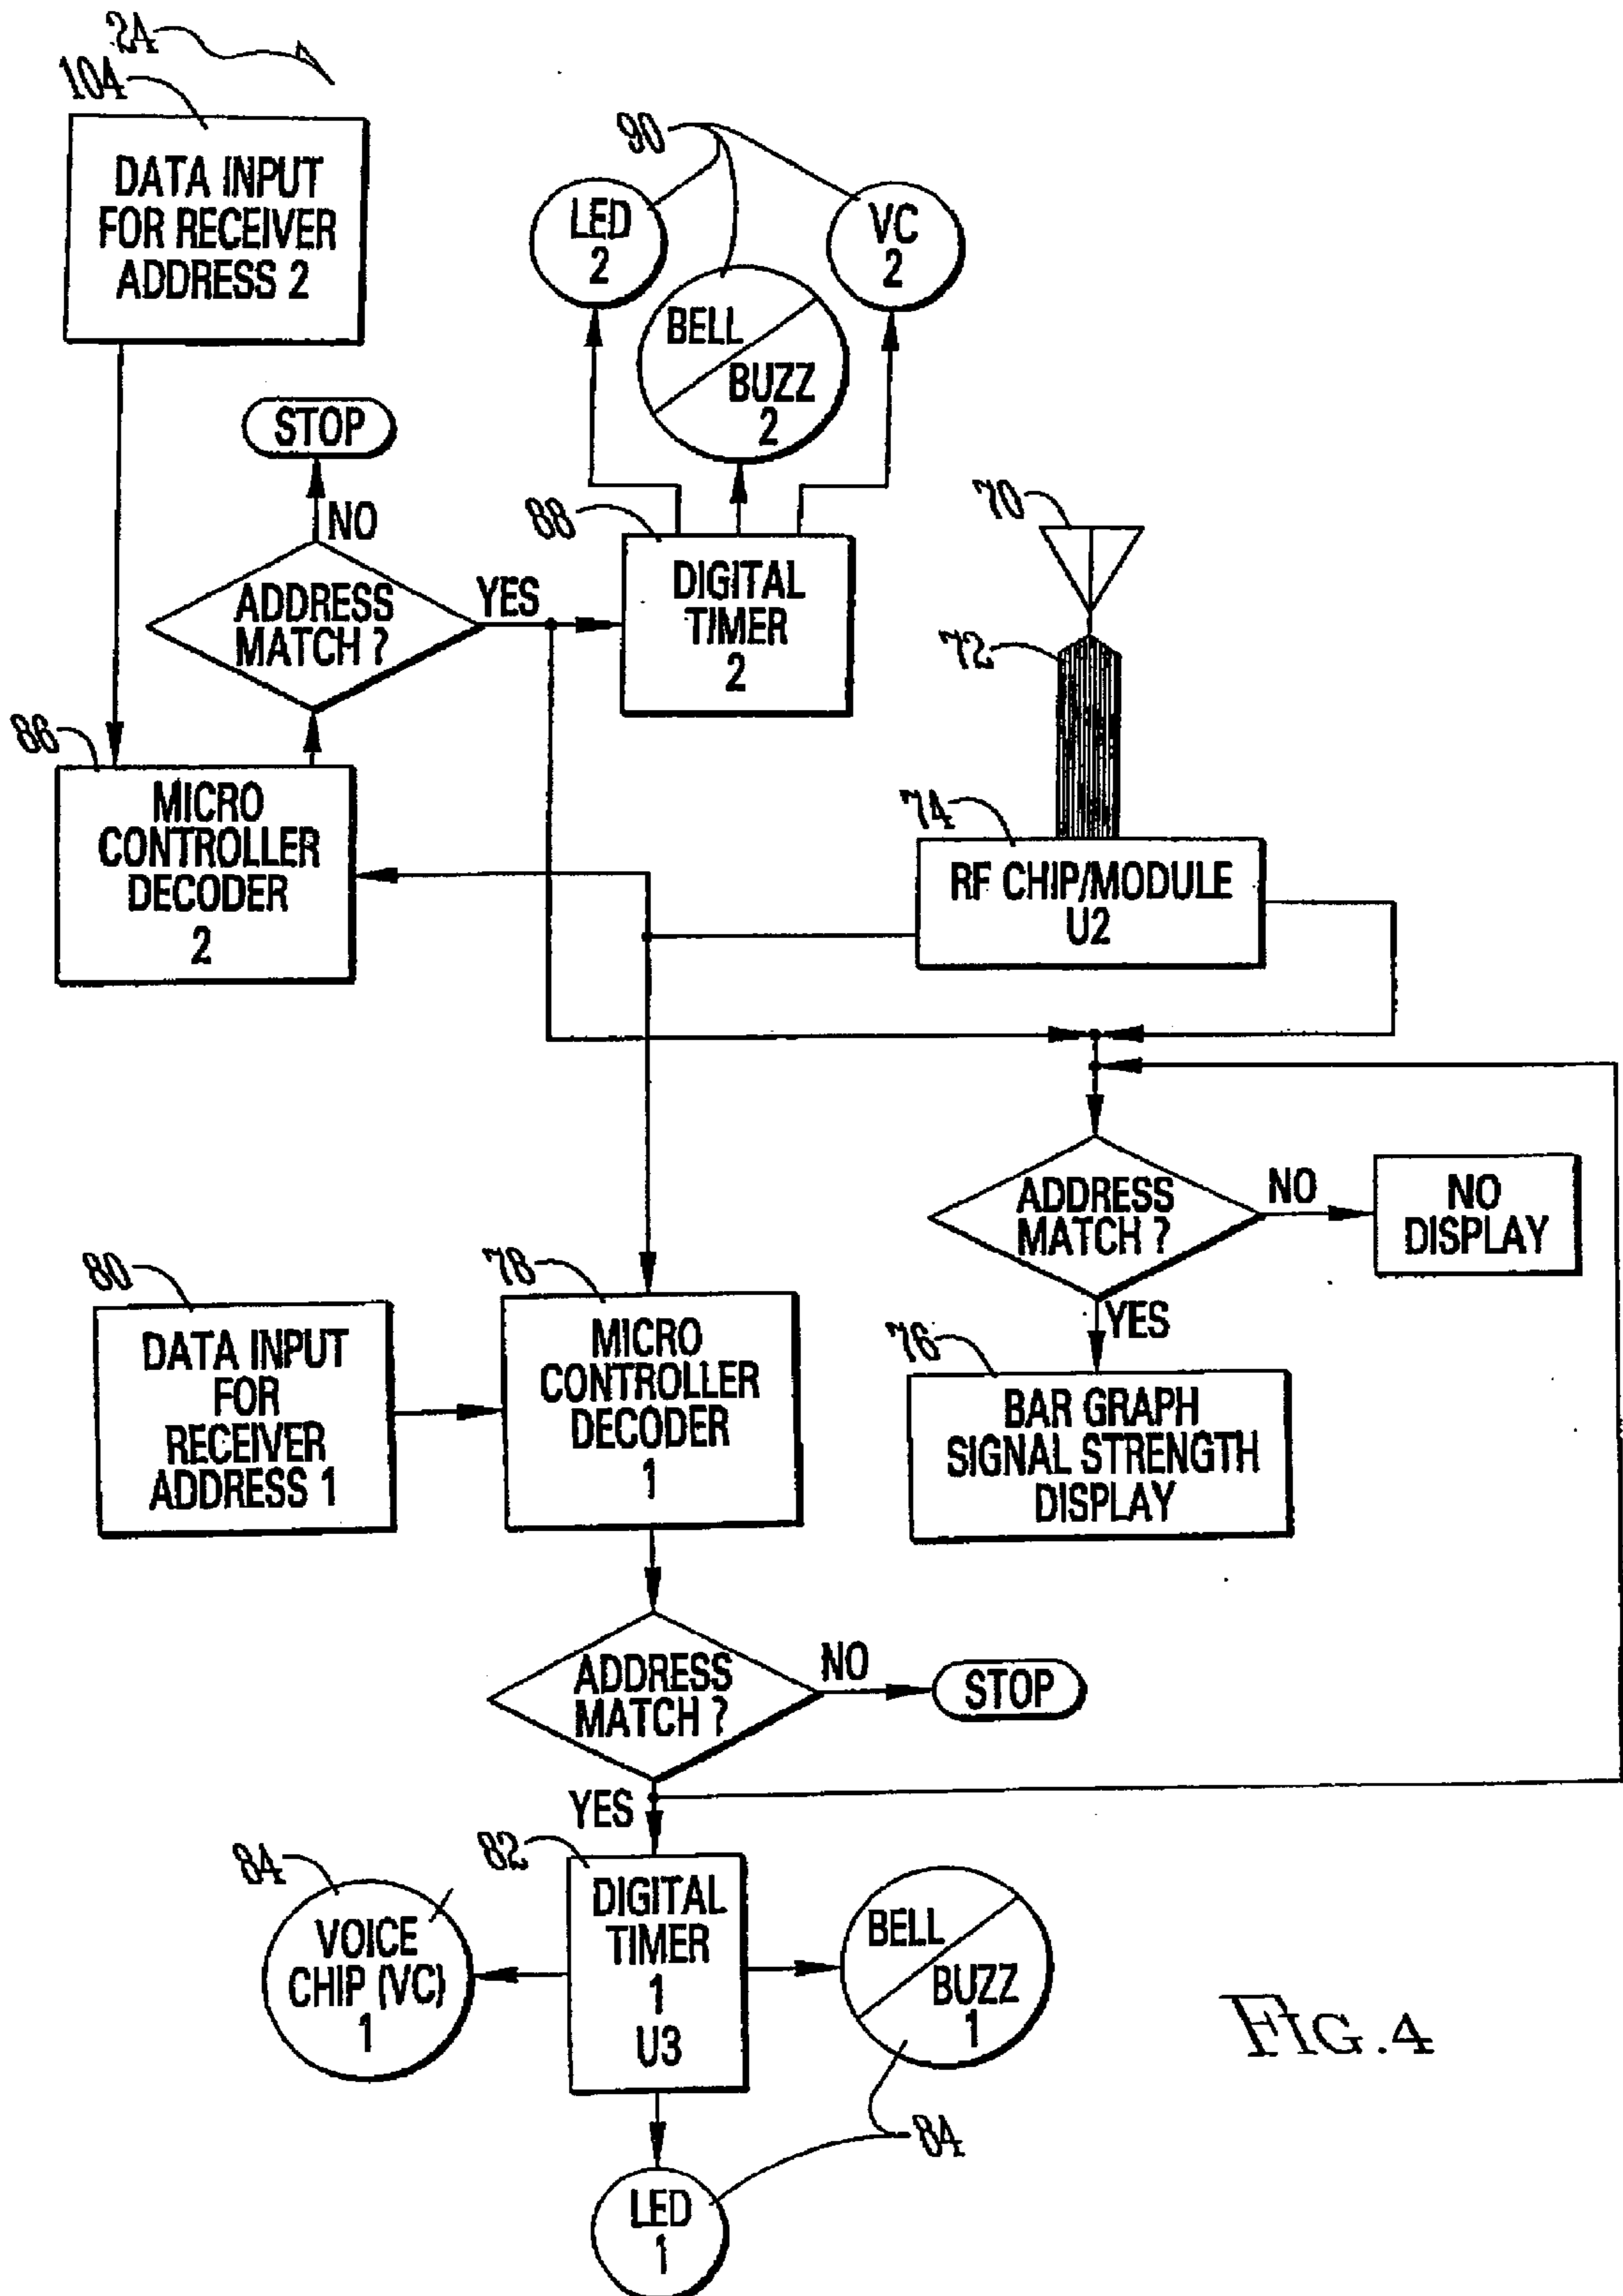 24
104
DATA INPUT
FOR RECEIVER
ADDRESS 2
90
LED
2
VC
2
BELL
BUZZ
2
STOP
NO
88
70
ADDRESS
MATCH ?
YES
DIGITAL
TIMER
2
72
86
MICRO
CONTROLLER
DECODER
2
74
RF CHIP/MODULE
U2
ADDRESS
MATCH ?
NO
NO
DISPLAY
YES
80
DATA INPUT
FOR
RECEIVER
ADDRESS 1
78
MICRO
CONTROLLER
DECODER
1
76
BAR GRAPH
SIGNAL STRENGTH
DISPLAY
ADDRESS
MATCH ?
NO
STOP
YES
84
VOICE
CHIP (VC)
1
82
DIGITAL
TIMER
1
U3
BELL
BUZZ
1
84
LED
1
FIG. 4